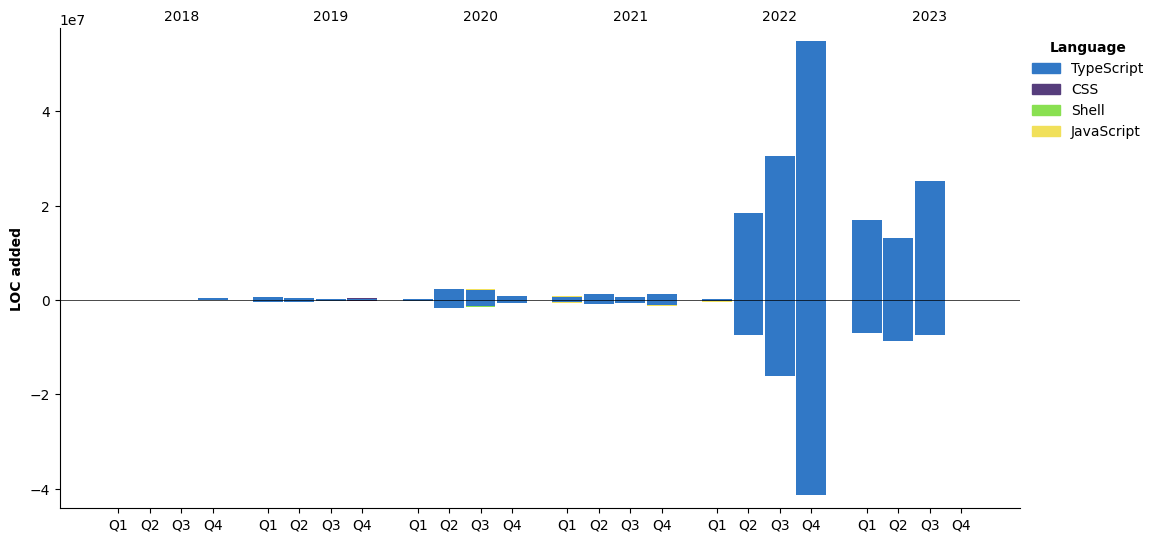 1e7
2018 2019 2020 2021 2022 2023
Language
TypeScript
CSS
Shell
JavaScript
LOC added
4
2
0
−2
−4
Q1 Q2 Q3 Q4 Q1 Q2 Q3 Q4 Q1 Q2 Q3 Q4 Q1 Q2 Q3 Q4 Q1 Q2 Q3 Q4 Q1 Q2 Q3 Q4